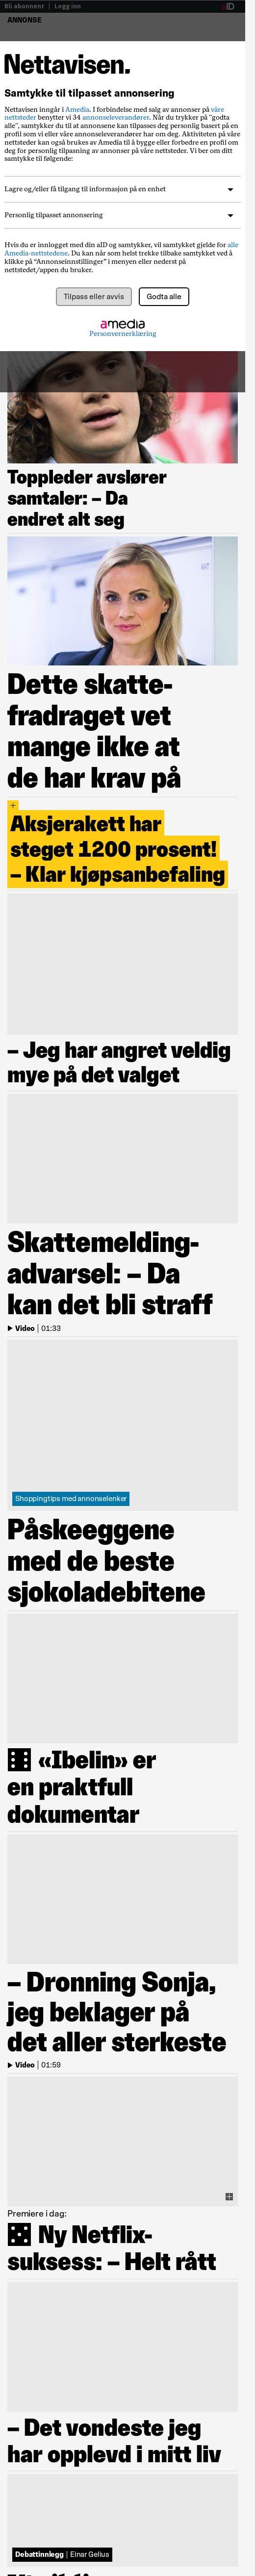 Bli abonnent | Logg inn
aID
ANNONSE
Nettavisen.
Samtykke til tilpasset annonsering
Nettavisen inngår i Amedia. I forbindelse med salg av annonser på våre
nettsteder benytter vi 34 annonseleverandører. Når du trykker på "godta
alle", samtykker du til at annonsene kan tilpasses deg personlig basert på en
profil som vi eller våre annonseleverandører har om deg. Aktiviteten på våre
nettsteder kan også brukes av Amedia til å bygge eller forbedre en profil om
deg for personlig tilpasning av annonser på våre nettsteder. Vi ber om ditt
samtykke til følgende:
Lagre og/eller få tilgang til informasjon på en enhet
Personlig tilpasset annonsering
Hvis du er innlogget med din aID og samtykker, vil samtykket gjelde for alle
Amedia-nettstedene. Du kan når som helst trekke tilbake samtykket ved å
klikke på “Annonseinnstillinger” i menyen eller nederst på
nettstedet/appen du bruker.
Tilpass eller avvis
Godta alle
amedia
Personvernerklæring
Toppleder avslører
samtaler: – Da
endret alt seg
Dette skatte-
fradraget vet
mange ikke at
de har krav på
+
Aksjerakett har
steget 1200 prosent!
– Klar kjøpsanbefaling
– Jeg har angret veldig
mye på det valget
Skattemelding-
advarsel: – Da
kan det bli straff
Video | 01:33
Shoppingtips med annonselenker
Påskeeggene
med de beste
sjokoladebitene
«Ibelin» er
en praktfull
dokumentar
– Dronning Sonja,
jeg beklager på
det aller sterkeste
Video | 01:59
Premiere i dag:
Ny Netflix-
suksess: – Helt rått
– Det vondeste jeg
har opplevd i mitt liv
Debattinnlegg | Einar Gelius